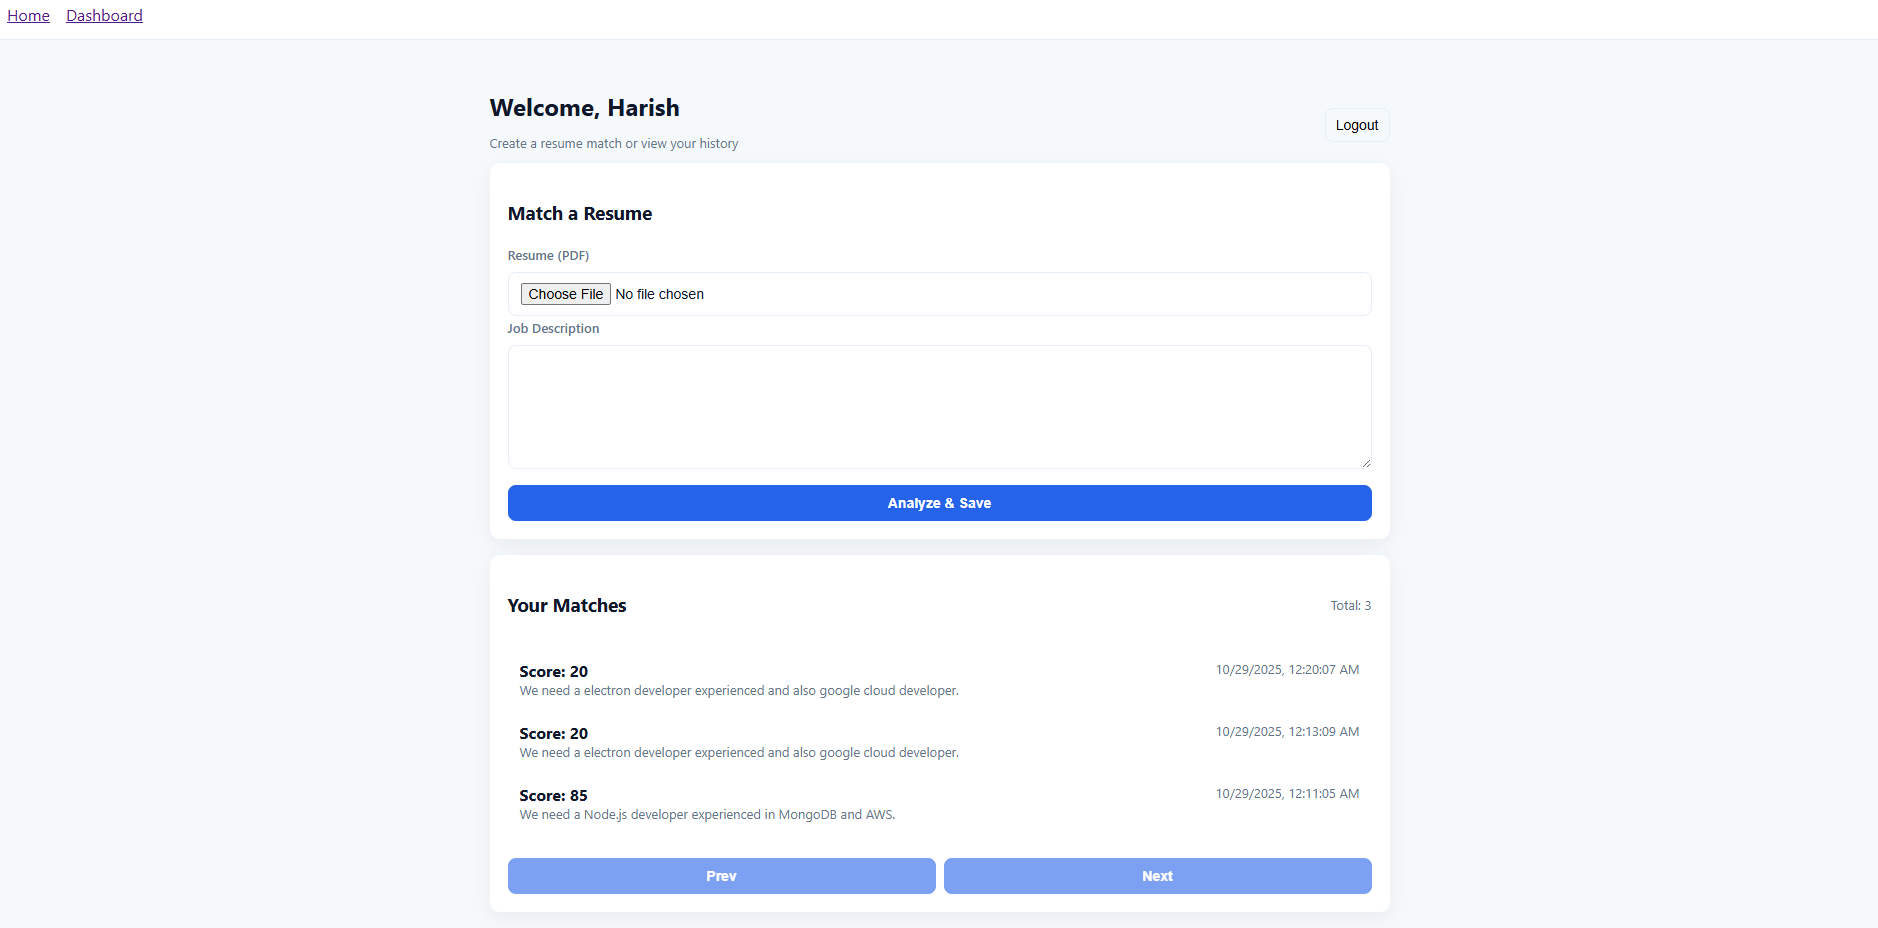 Home Dashboard
Welcome, Harish
Logout
Create a resume match or view your history
Match a Resume
Resume (PDF)
Choose File No file chosen
Job Description
Analyze & Save
Your Matches
Total: 3
Score: 20
10/29/2025, 12:20:07 AM
We need a electron developer experienced and also google cloud developer.
Score: 20
10/29/2025, 12:13:09 AM
We need a electron developer experienced and also google cloud developer.
Score: 85
10/29/2025, 12:11:05 AM
We need a Node.js developer experienced in MongoDB and AWS.
Prev
Next